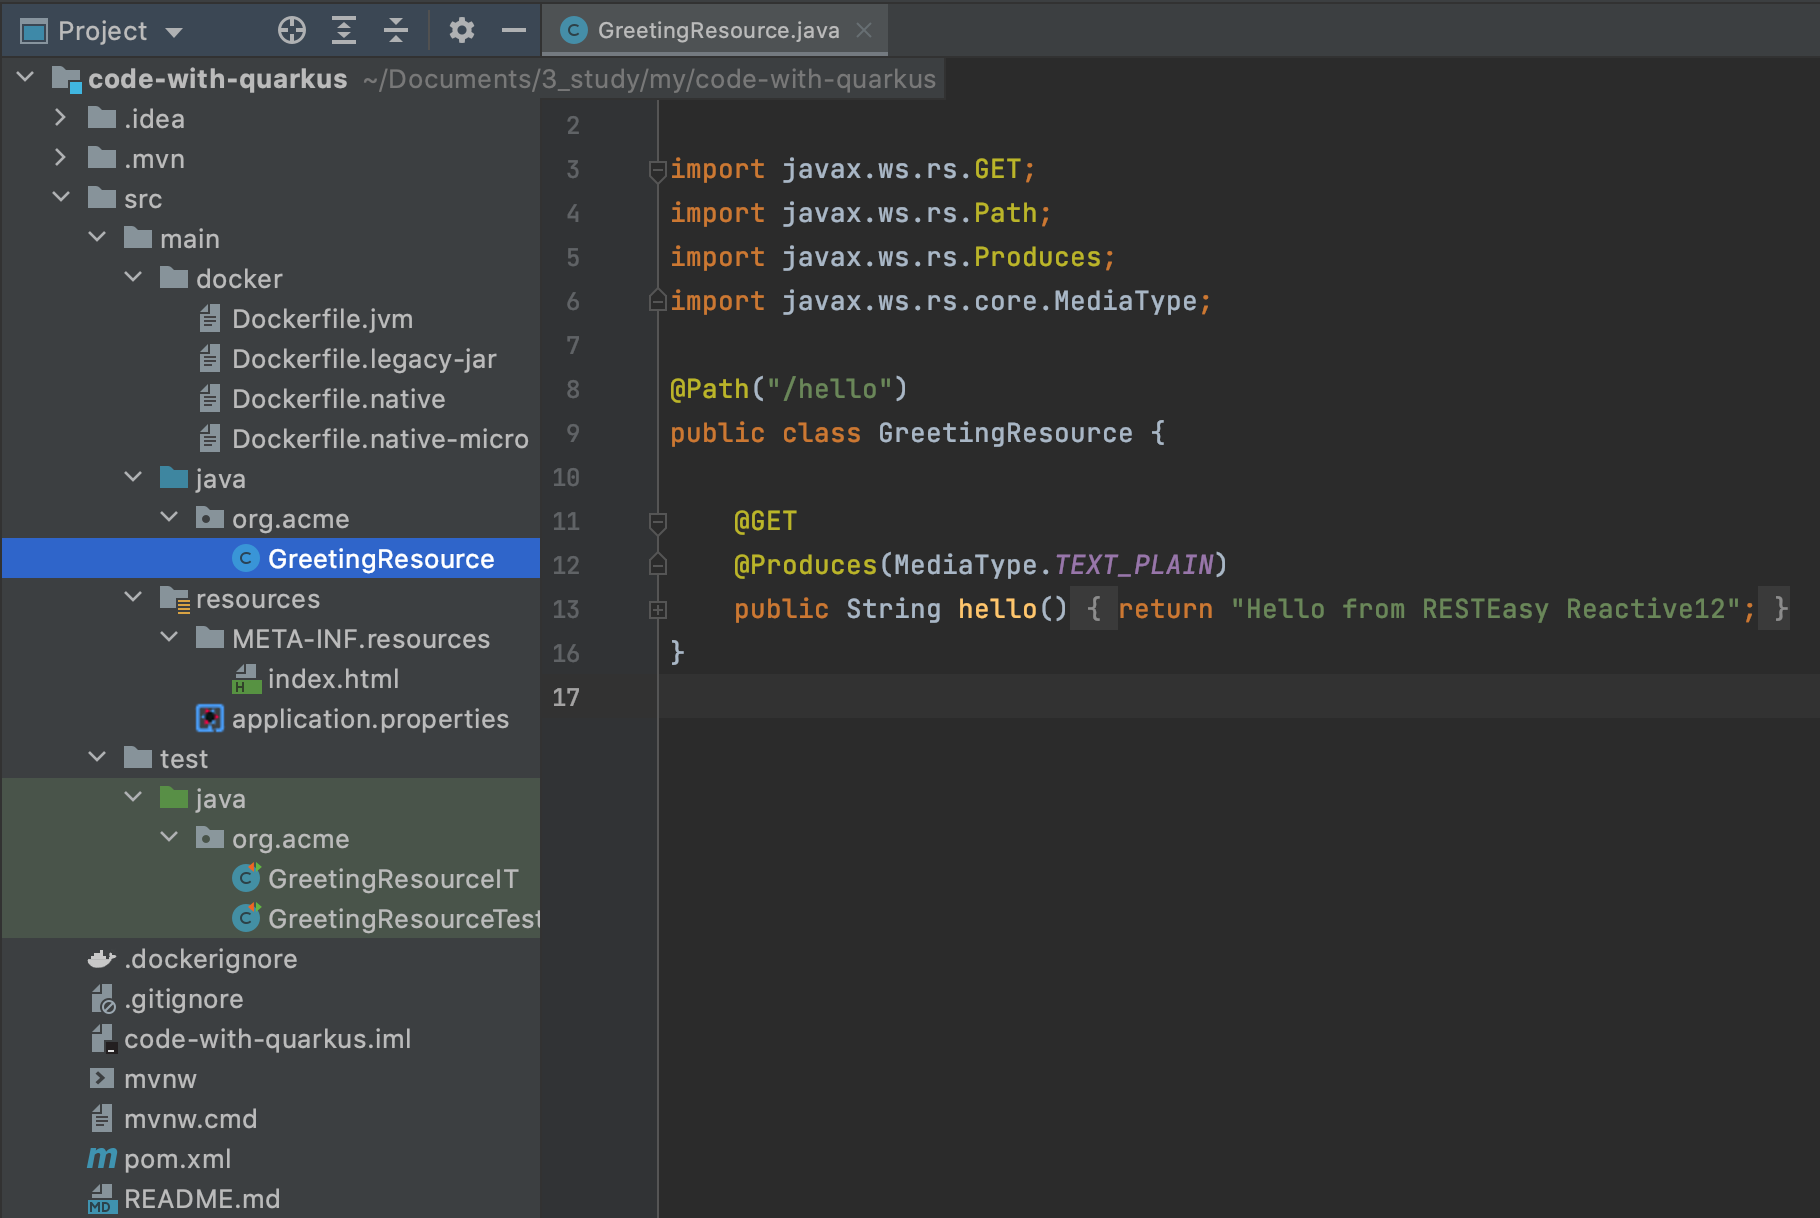 Project
GreetingResource.java
code-with-quarkus ~/Documents/3_study/my/code-with-quarkus
.idea
.mvn
src
main
docker
Dockerfile.jvm
Dockerfile.legacy-jar
Dockerfile.native
Dockerfile.native-micro
java
org.acme
GreetingResource
resources
META-INF.resources
index.html
application.properties
test
java
org.acme
GreetingResourceIT
GreetingResourceTest
.dockerignore
.gitignore
code-with-quarkus.iml
mvnw
mvnw.cmd
pom.xml
README.md
2
3 import javax.ws.rs.GET;
4 import javax.ws.rs.Path;
5 import javax.ws.rs.Produces;
6 import javax.ws.rs.core.MediaType;
7
8 @Path("/hello")
9 public class GreetingResource {
10
11 @GET
12 @Produces(MediaType.TEXT_PLAIN)
13 public String hello() { return "Hello from RESTEasy Reactive12"; }
16 }
17